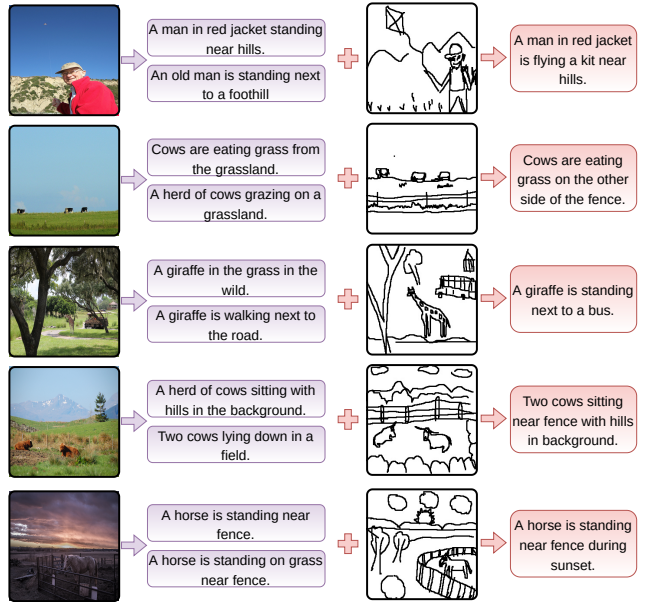 A man in red jacket standing
near hills.
An old man is standing next
to a foothill
A man in red jacket
is flying a kit near
hills.
Cows are eating grass from
the grassland.
A herd of cows grazing on a
grassland.
Cows are eating
grass on the other
side of the fence.
A giraffe in the grass in the
wild.
A giraffe is walking next to
the road.
A giraffe is standing
next to a bus.
A herd of cows sitting with
hills in the background.
Two cows lying down in a
field.
Two cows sitting
near fence with hills
in background.
A horse is standing near
fence.
A horse is standing on grass
near fence.
A horse is standing
near fence during
sunset.